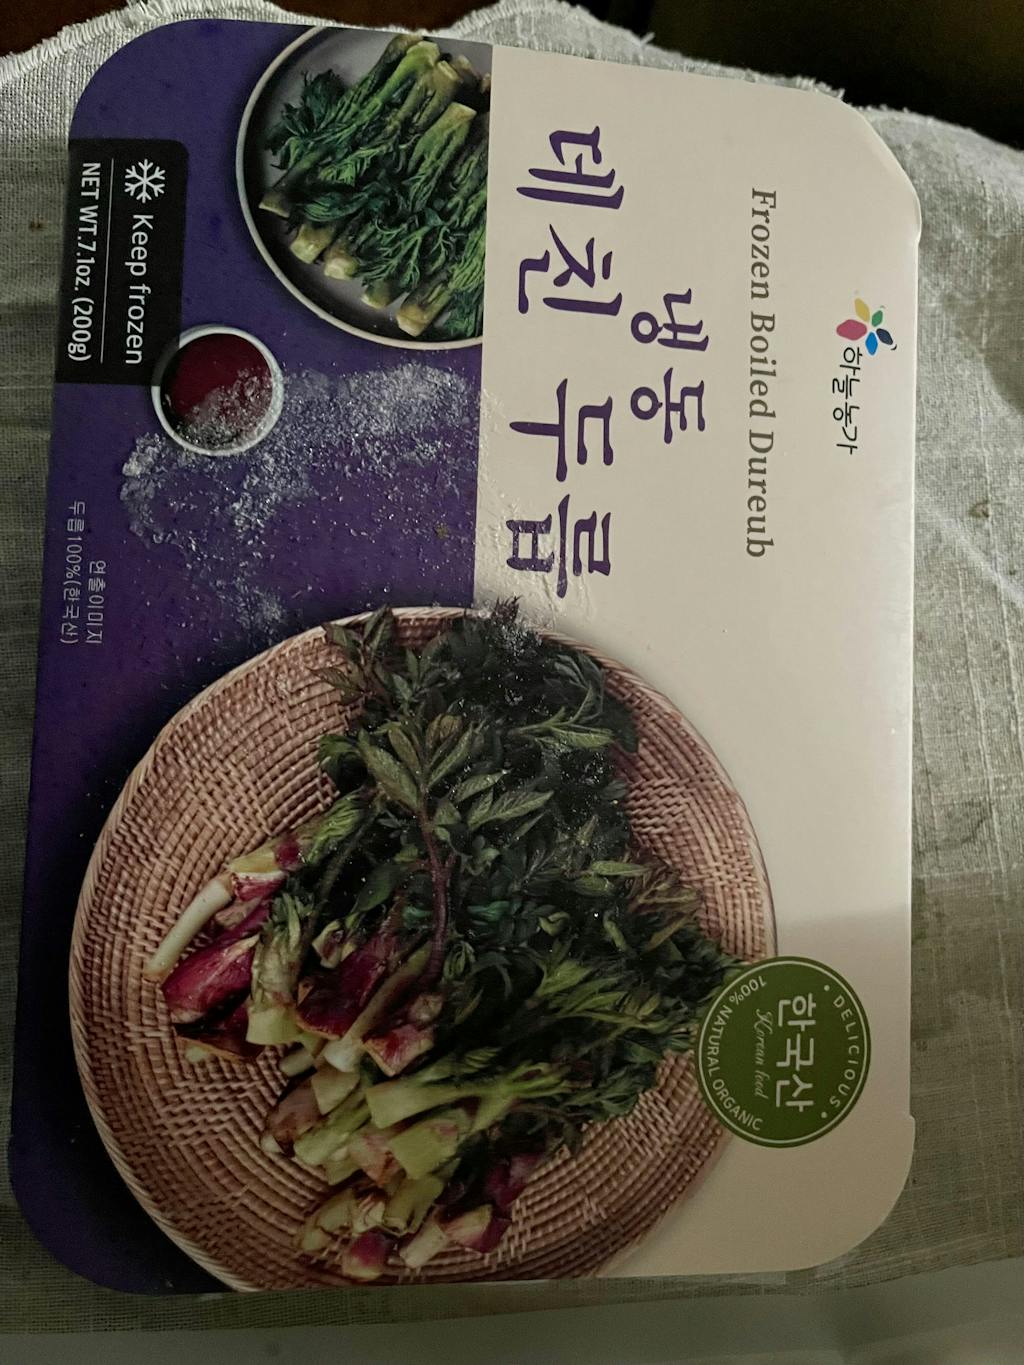 하늘농가
Frozen Boiled Dureub
냉동
데친 두릅
DELICIOUS
한국산
Korean food
100% NATURAL ORGANIC
Keep frozen
NET WT.7.1oz. (200g)
연출이미지
두릅100%(한국산)